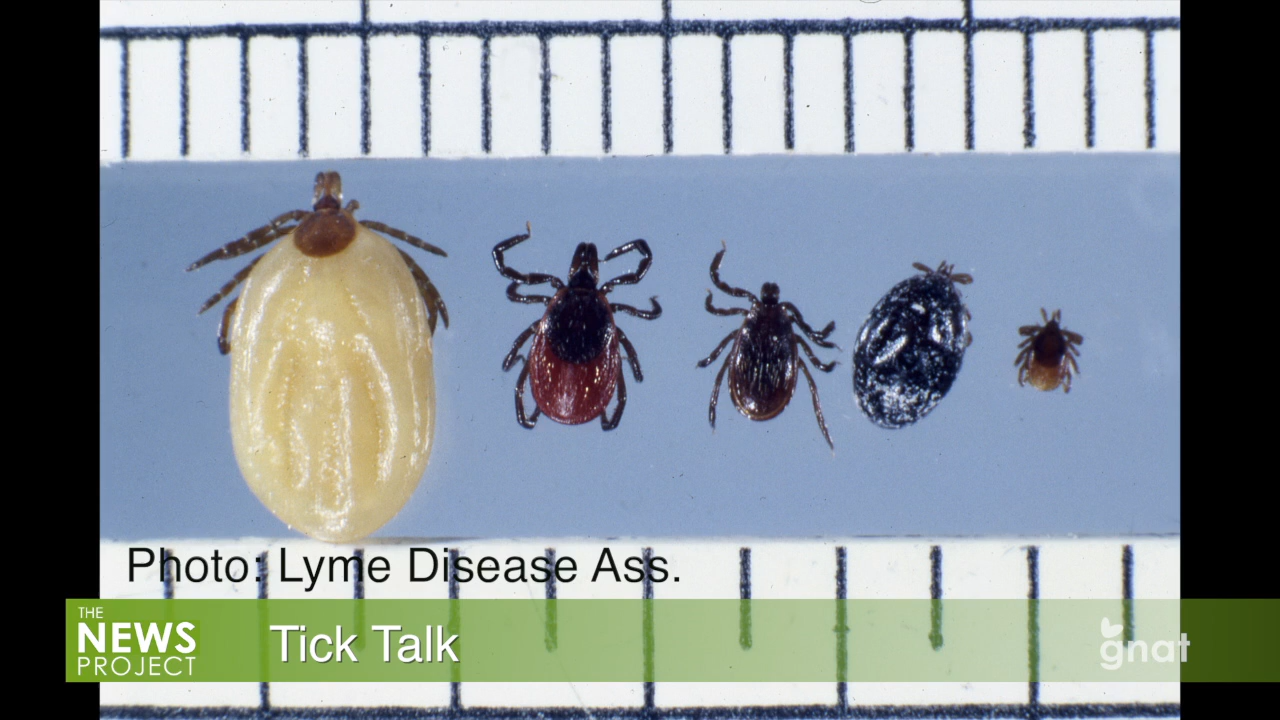 Photo: Lyme Disease Ass.
THE
NEWS
PROJECT
Tick Talk
gnat